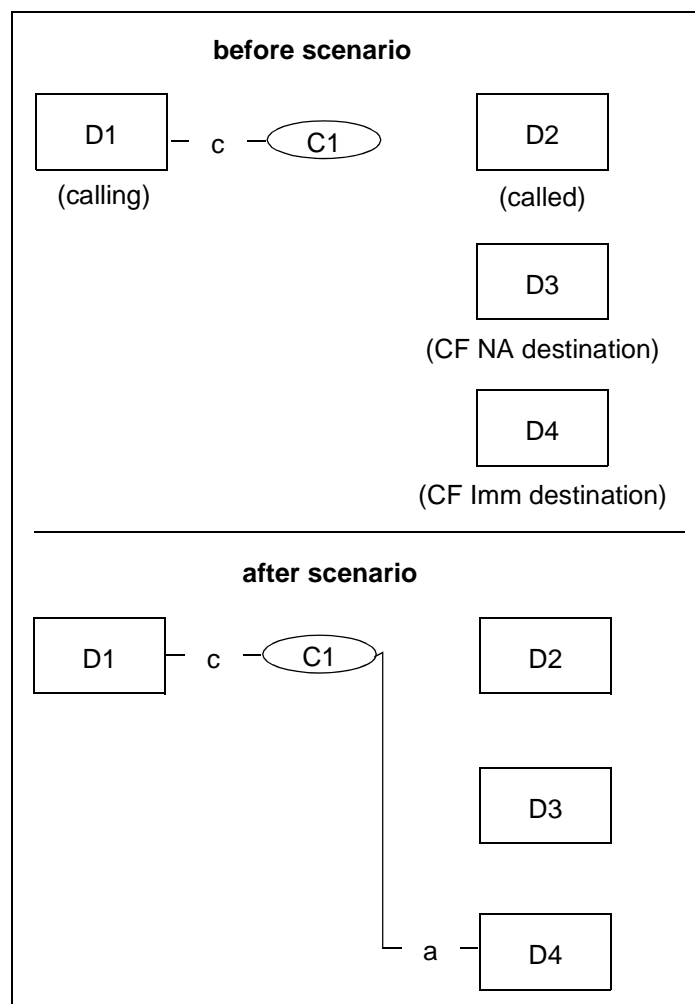 before scenario
D1 c C1 D2
(calling) (called)
D3
(CF NA destination)
D4
(CF Imm destination)
after scenario
D1 c C1 D2
D3
a D4